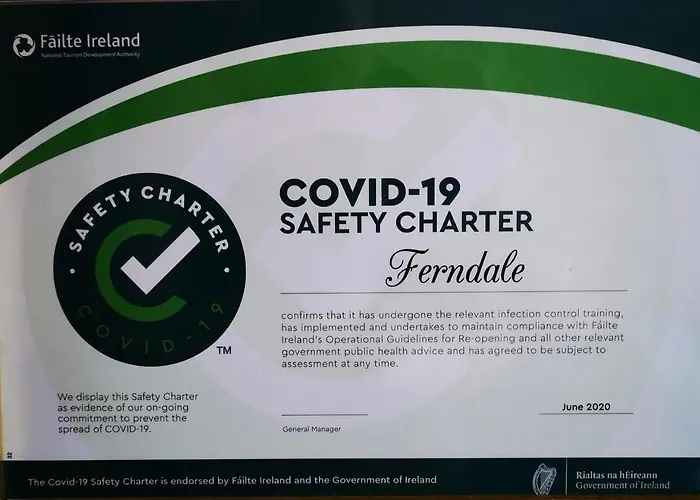 Fáilte Ireland
National Tourism Development Authority
SAFETY CHARTER
COVID-19
TM
COVID-19
SAFETY CHARTER
Ferndale
confirms that it has undergone the relevant infection control training,
has implemented and undertakes to maintain compliance with Fáilte
Ireland's Operational Guidelines for Re-opening and all other relevant
government public health advice and has agreed to be subject to
assessment at any time.
We display this Safety Charter
as evidence of our on-going
commitment to prevent the
spread of COVID-19.
General Manager
June 2020
32
The Covid-19 Safety Charter is endorsed by Fáilte Ireland and the Government of Ireland
Rialtas na hÉireann
Government of Ireland